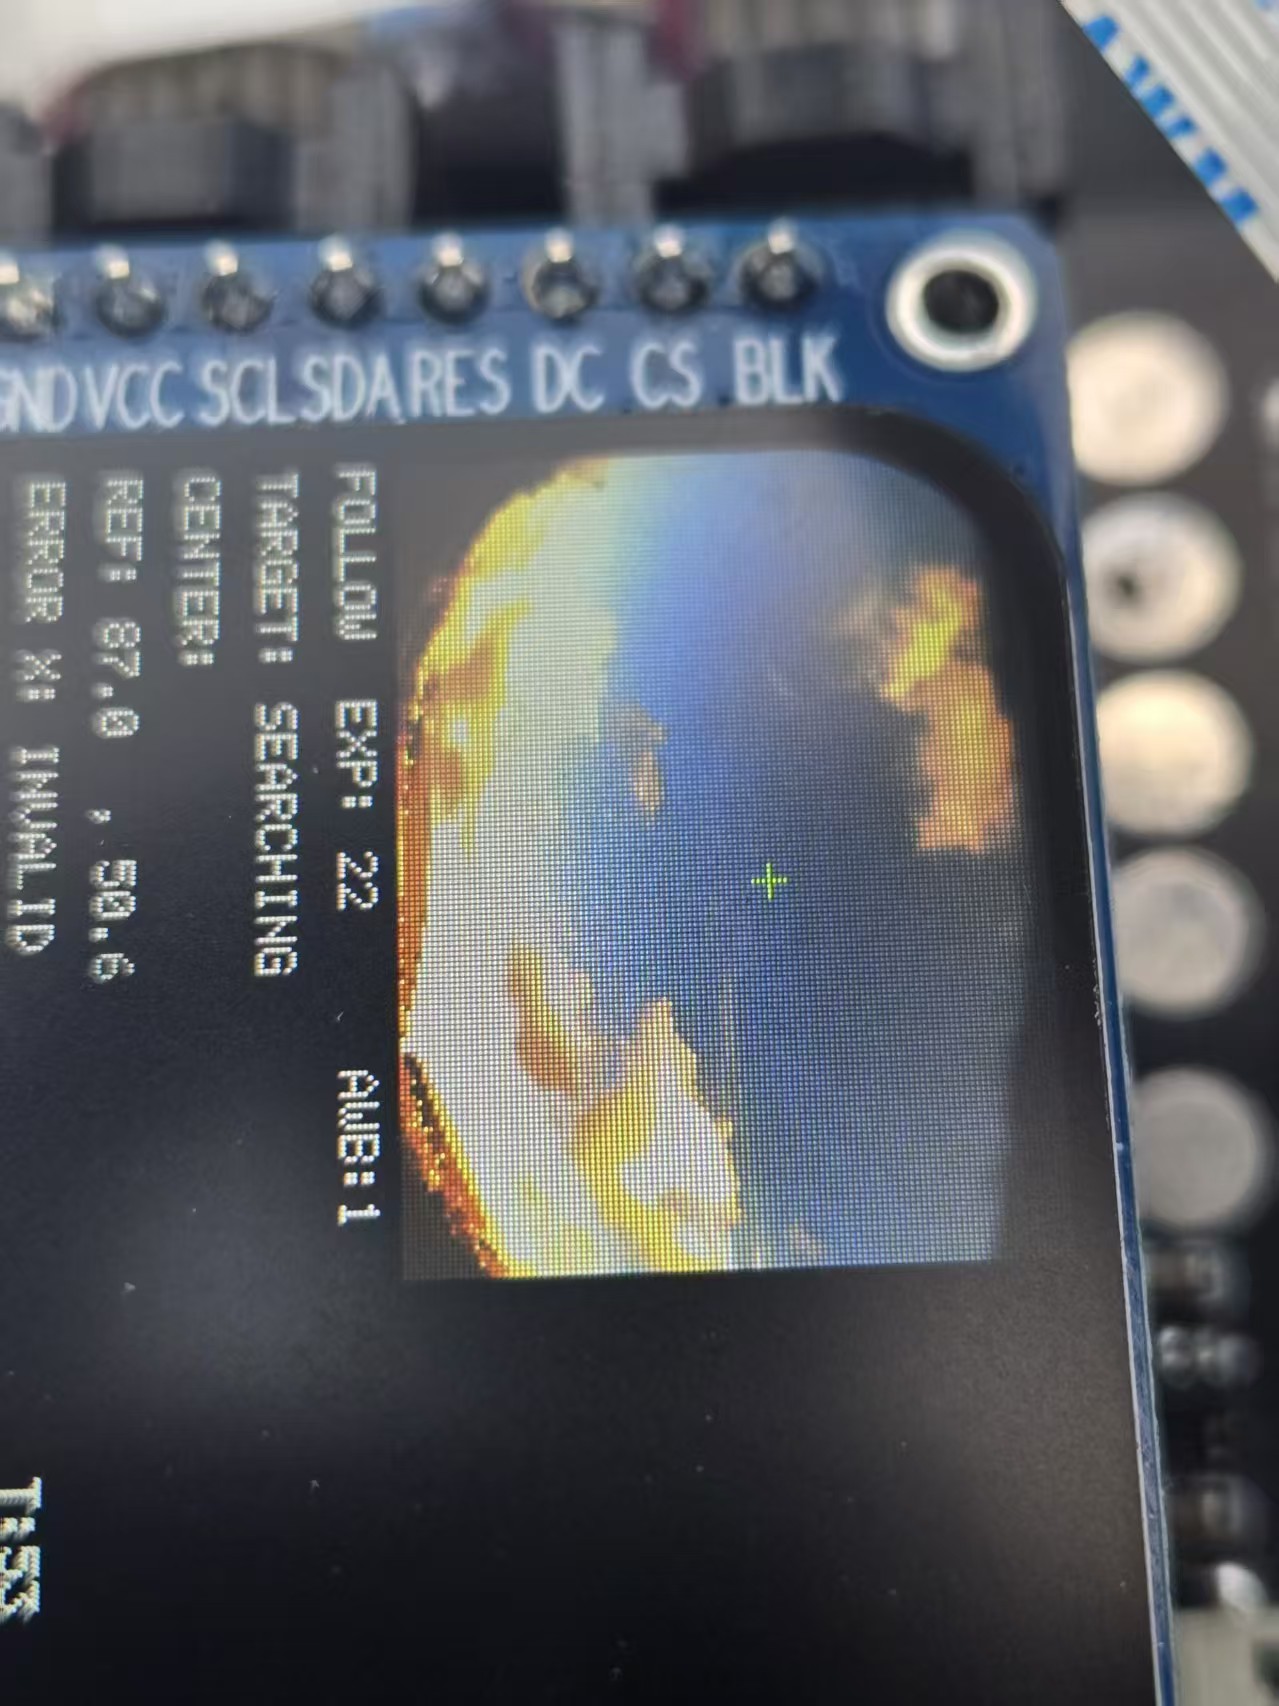 GND VCC SCL SDA RES DC CS BLK
FOLLOW EXP: 22 AWB:1
TARGET: SEARCHING
CENTER:
REF: 87.0 , 50.6
ERROR X: INVALID